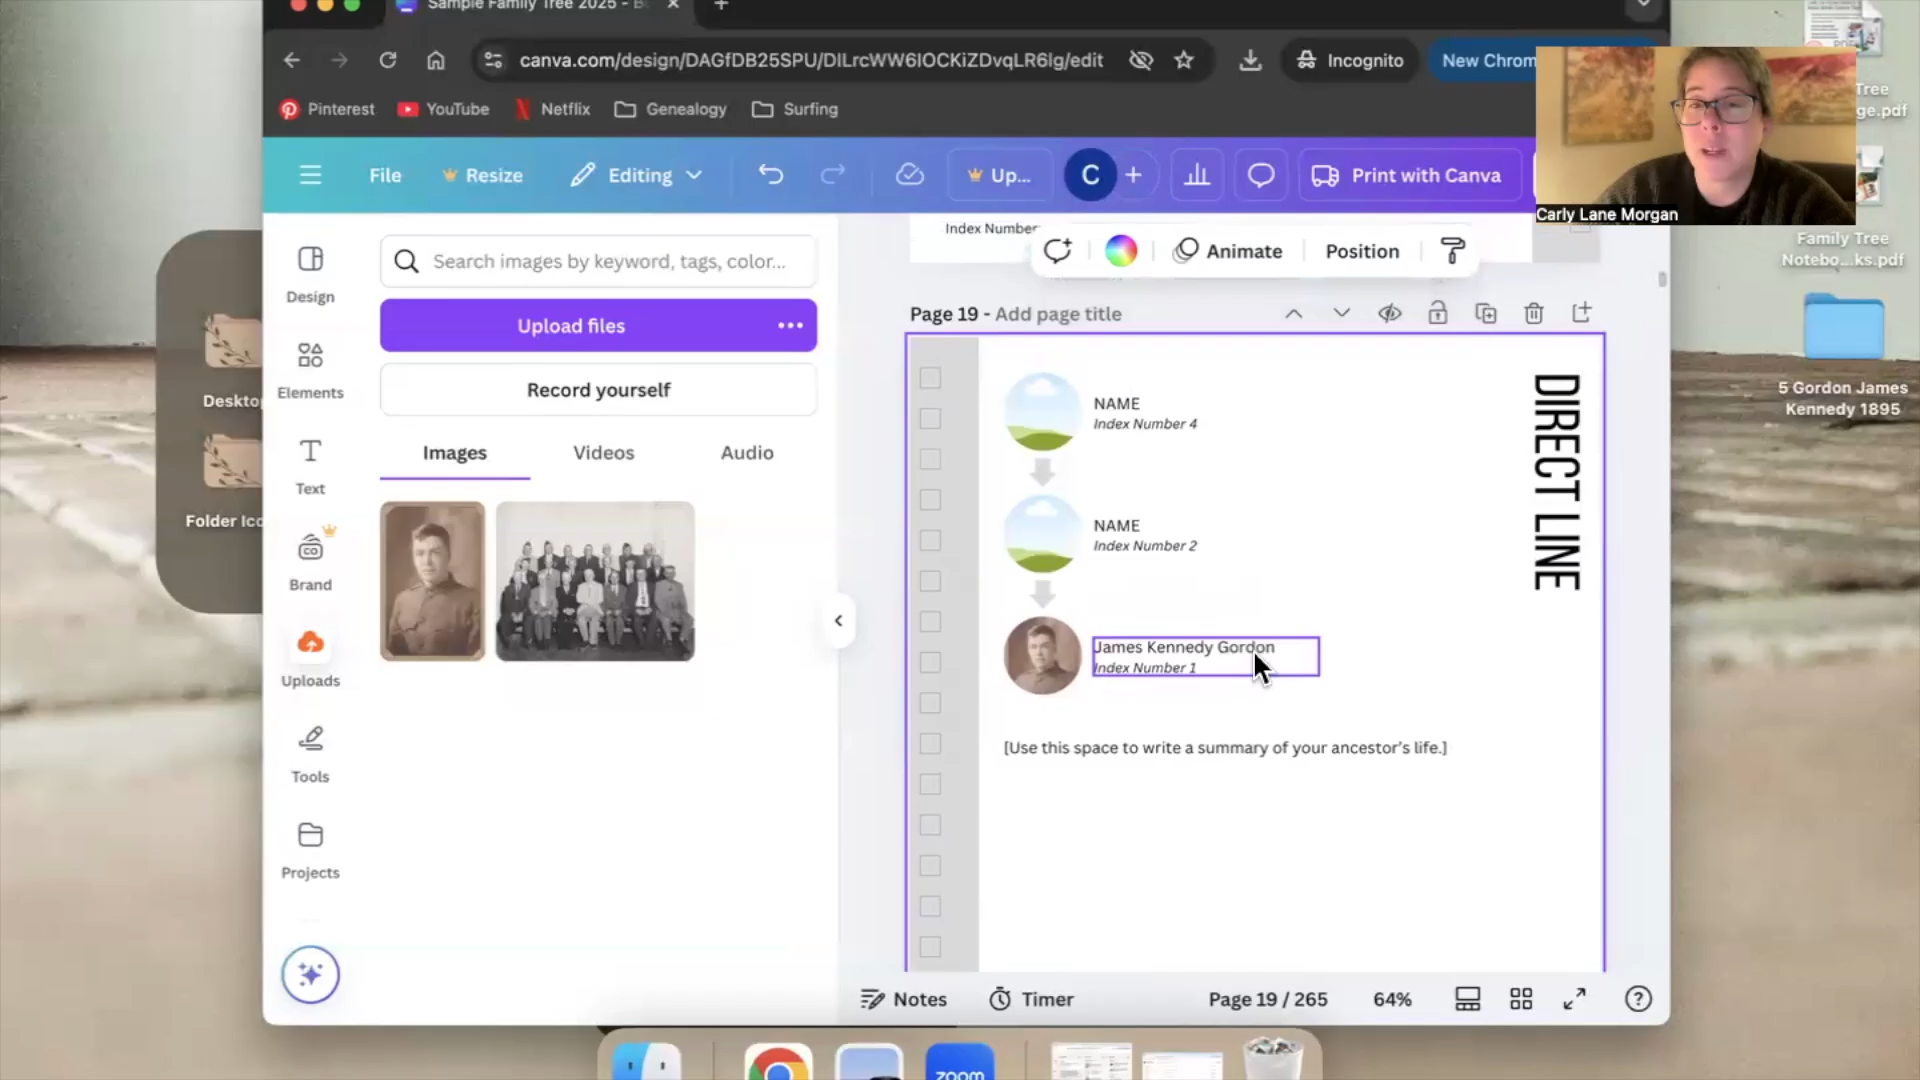 Sample Family Tree 2025 -
canva.com/design/DAGfDB25SPU/DILrcWW6IOCKiZDvqLR6lg/edit
Incognito
New Chrom
Pinterest
YouTube
Netflix
Genealogy
Surfing
File
Resize
Editing
Up...
C
Print with Canva
Carly Lane Morgan
Tree
ge.pdf
Family Tree
Notebo...ks.pdf
5 Gordon James
Kennedy 1895
Deskto
Folder Ico
Design
Elements
Text
Brand
Uploads
Tools
Projects
Search images by keyword, tags, color...
Upload files
Record yourself
Images
Videos
Audio
Index Number
Animate
Position
Page 19 - Add page title
NAME
Index Number 4
NAME
Index Number 2
James Kennedy Gordon
Index Number 1
[Use this space to write a summary of your ancestor's life.]
DIRECT LINE
Notes
Timer
Page 19 / 265
64%
zoom